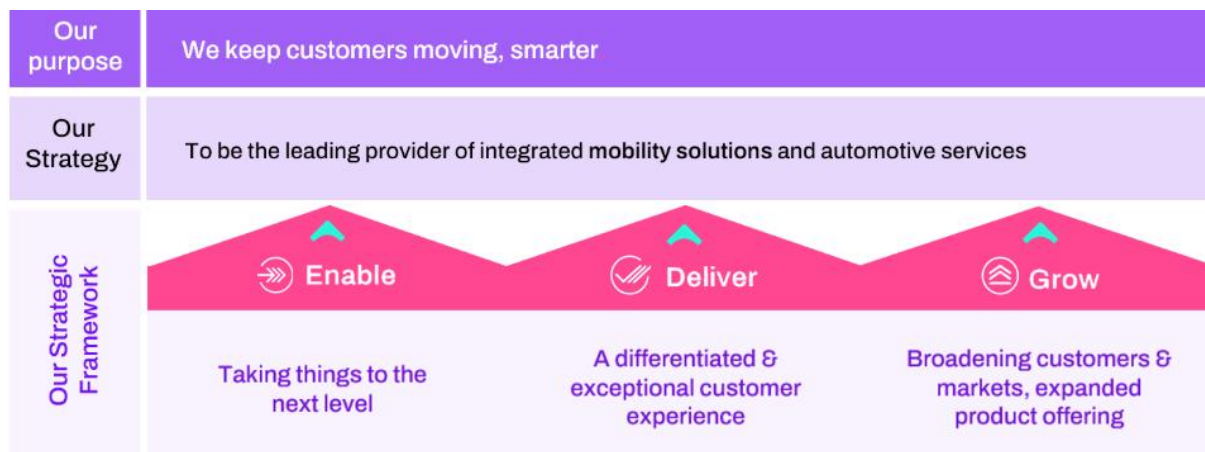 Our
purpose
We keep customers moving, smarter
Our
Strategy
To be the leading provider of integrated mobility solutions and automotive services
Our Strategic
Framework
Enable
Deliver
Grow
Taking things to the
next level
A differentiated &
exceptional customer
experience
Broadening customers &
markets, expanded
product offering